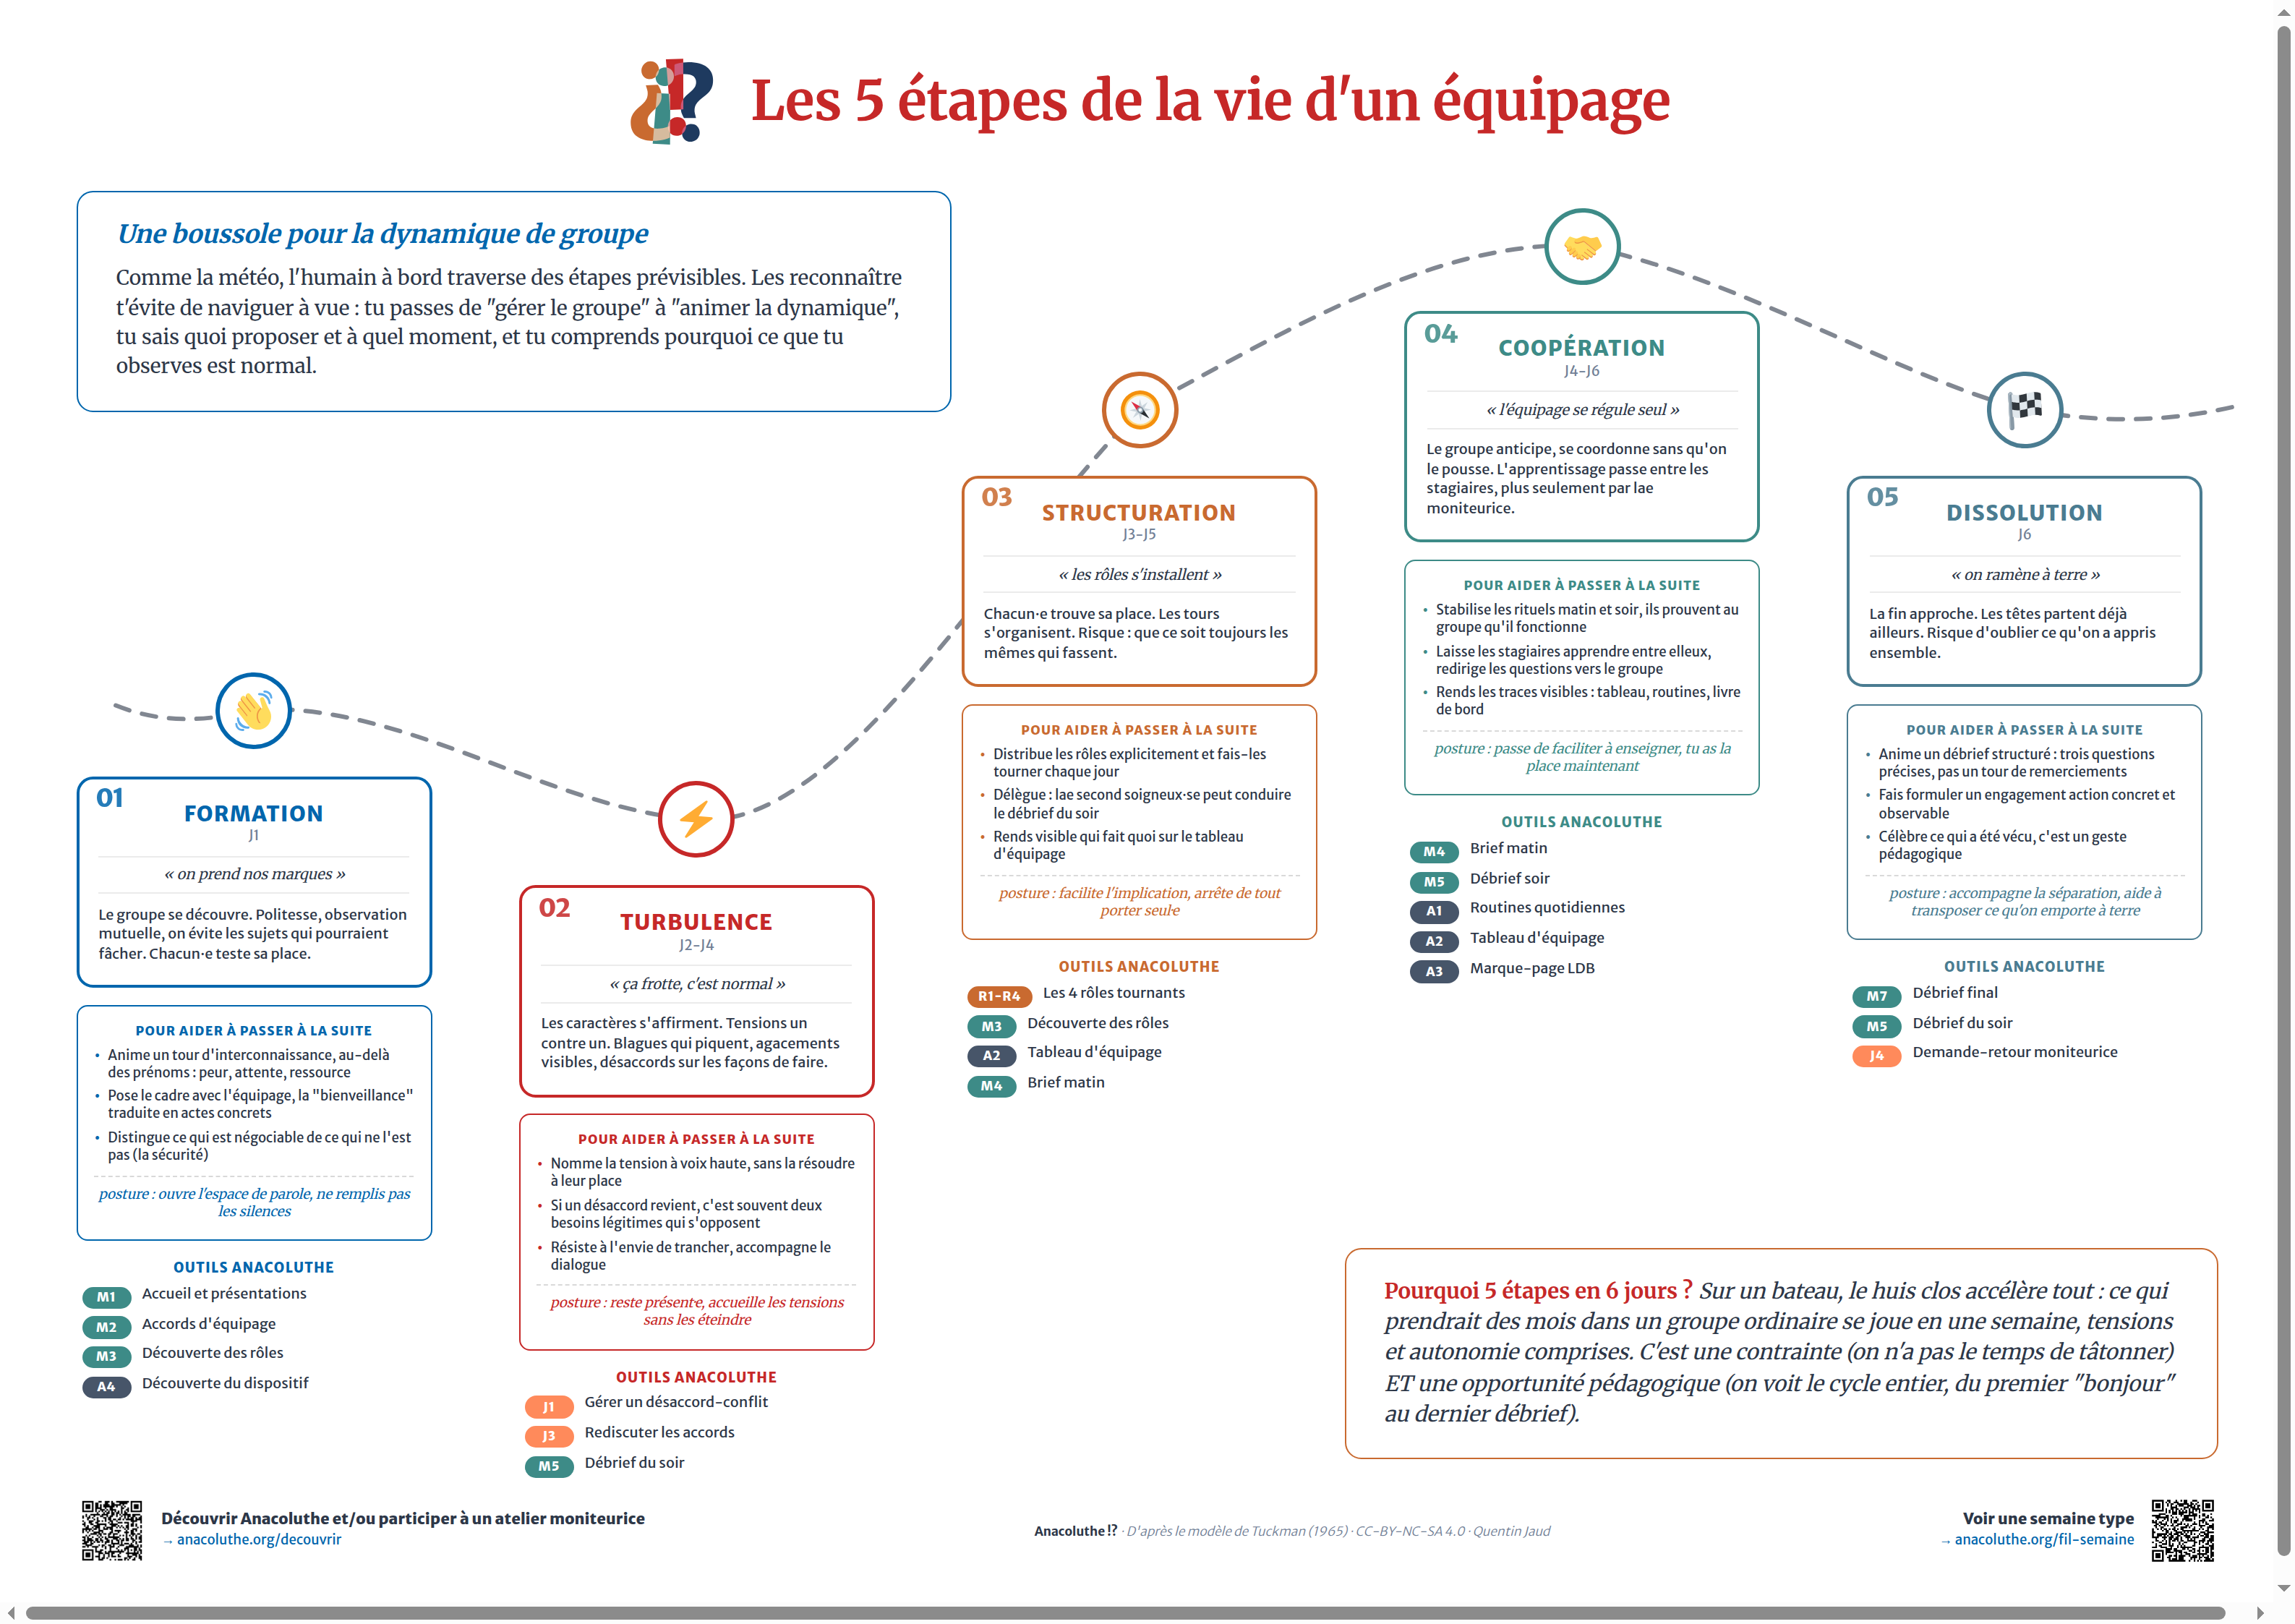 Les 5 étapes de la vie d'un équipage
Une boussole pour la dynamique de groupe
Comme la météo, l'humain à bord traverse des étapes prévisibles. Les reconnaître
t'évite de naviguer à vue : tu passes de "gérer le groupe" à "animer la dynamique",
tu sais quoi proposer et à quel moment, et tu comprends pourquoi ce que tu
observes est normal.
01
FORMATION
J1
« on prend nos marques »
Le groupe se découvre. Politesse, observation
mutuelle, on évite les sujets qui pourraient
fâcher. Chacun·e teste sa place.
POUR AIDER À PASSER À LA SUITE
• Anime un tour d'interconnaissance, au-delà
des prénoms : peur, attente, ressource
• Pose le cadre avec l'équipage, la "bienveillance"
traduite en actes concrets
• Distingue ce qui est négociable de ce qui ne l'est
pas (la sécurité)
posture : ouvre l'espace de parole, ne remplis pas
les silences
OUTILS ANACOLUTHE
M1 Accueil et présentations
M2 Accords d'équipage
M3 Découverte des rôles
A4 Découverte du dispositif
02
TURBULENCE
J2–J4
« ça frotte, c'est normal »
Les caractères s'affirment. Tensions un
contre un. Blagues qui piquent, agacements
visibles, désaccords sur les façons de faire.
POUR AIDER À PASSER À LA SUITE
• Nomme la tension à voix haute, sans la résoudre
à leur place
• Si un désaccord revient, c'est souvent deux
besoins légitimes qui s'opposent
• Résiste à l'envie de trancher, accompagne le
dialogue
posture : reste présent·e, accueille les tensions
sans les éteindre
OUTILS ANACOLUTHE
J1 Gérer un désaccord-conflit
J3 Rediscuter les accords
M5 Débrief du soir
03
STRUCTURATION
J3–J5
« les rôles s'installent »
Chacun·e trouve sa place. Les tours
s'organisent. Risque : que ce soit toujours les
mêmes qui fassent.
POUR AIDER À PASSER À LA SUITE
• Distribue les rôles explicitement et fais-les
tourner chaque jour
• Délègue : lae second soigneux·se peut conduire
le débrief du soir
• Rends visible qui fait quoi sur le tableau
d'équipage
posture : facilite l'implication, arrête de tout
porter seul·e
OUTILS ANACOLUTHE
R1–R4 Les 4 rôles tournants
M3 Découverte des rôles
A2 Tableau d'équipage
M4 Brief matin
04
COOPÉRATION
J4–J6
« l'équipage se régule seul »
Le groupe anticipe, se coordonne sans qu'on
le pousse. L'apprentissage passe entre les
stagiaires, plus seulement par lae
moniteurice.
POUR AIDER À PASSER À LA SUITE
• Stabilise les rituels matin et soir, ils prouvent au
groupe qu'il fonctionne
• Laisse les stagiaires apprendre entre elleux,
redirige les questions vers le groupe
• Rends les traces visibles : tableau, routines, livre
de bord
posture : passe de faciliter à enseigner, tu as la
place maintenant
OUTILS ANACOLUTHE
M4 Brief matin
M5 Débrief soir
A1 Routines quotidiennes
A2 Tableau d'équipage
A3 Marque-page LDB
05
DISSOLUTION
J6
« on ramène à terre »
La fin approche. Les têtes partent déjà
ailleurs. Risque d'oublier ce qu'on a appris
ensemble.
POUR AIDER À PASSER À LA SUITE
• Anime un débrief structuré : trois questions
précises, pas un tour de remerciements
• Fais formuler un engagement action concret et
observable
• Célèbre ce qui a été vécu, c'est un geste
pédagogique
posture : accompagne la séparation, aide à
transposer ce qu'on emporte à terre
OUTILS ANACOLUTHE
M7 Débrief final
M5 Débrief du soir
J4 Demande-retour moniteurice
Pourquoi 5 étapes en 6 jours ? Sur un bateau, le huis clos accélère tout : ce qui
prendrait des mois dans un groupe ordinaire se joue en une semaine, tensions
et autonomie comprises. C'est une contrainte (on n'a pas le temps de tâtonner)
ET une opportunité pédagogique (on voit le cycle entier, du premier "bonjour"
au dernier débrief).
Découvrir Anacoluthe et/ou participer à un atelier moniteurice
→ anacoluthe.org/decouvrir
Anacoluthe !? · D'après le modèle de Tuckman (1965) · CC-BY-NC-SA 4.0 · Quentin Jaud
Voir une semaine type
→ anacoluthe.org/fil-semaine